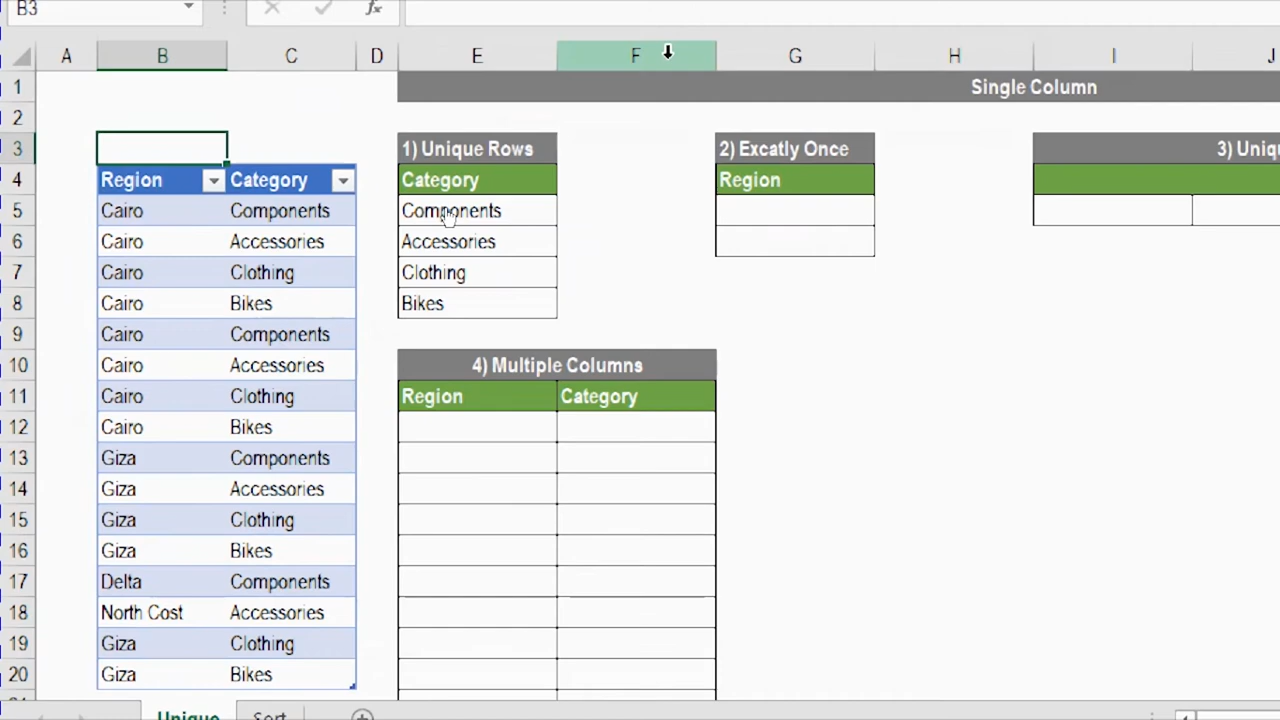 B3
fx
A B C D E F G H I J
1 Single Column
2
3 1) Unique Rows 2) Excatly Once 3) Uniq
4 Region Category Category Region
5 Cairo Components Components
6 Cairo Accessories Accessories
7 Cairo Clothing Clothing
8 Cairo Bikes Bikes
9 Cairo Components
10 Cairo Accessories 4) Multiple Columns
11 Cairo Clothing Region Category
12 Cairo Bikes
13 Giza Components
14 Giza Accessories
15 Giza Clothing
16 Giza Bikes
17 Delta Components
18 North Cost Accessories
19 Giza Clothing
20 Giza Bikes
Unique Sort